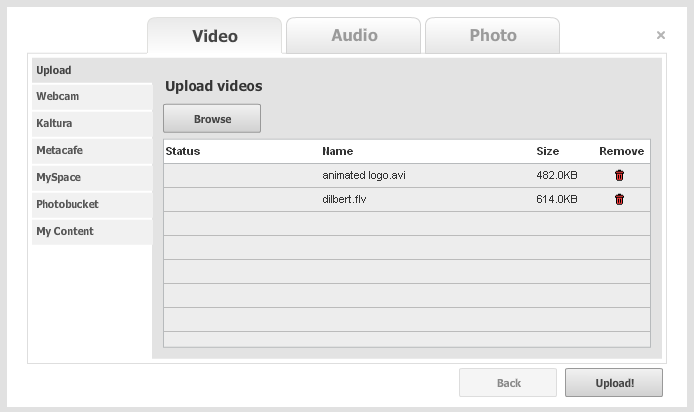 Video Audio Photo ×
Upload
Webcam
Kaltura
Metacafe
MySpace
Photobucket
My Content
Upload videos
Browse
Status Name Size Remove
animated logo.avi 482.0KB
dilbert.flv 614.0KB
Back Upload!